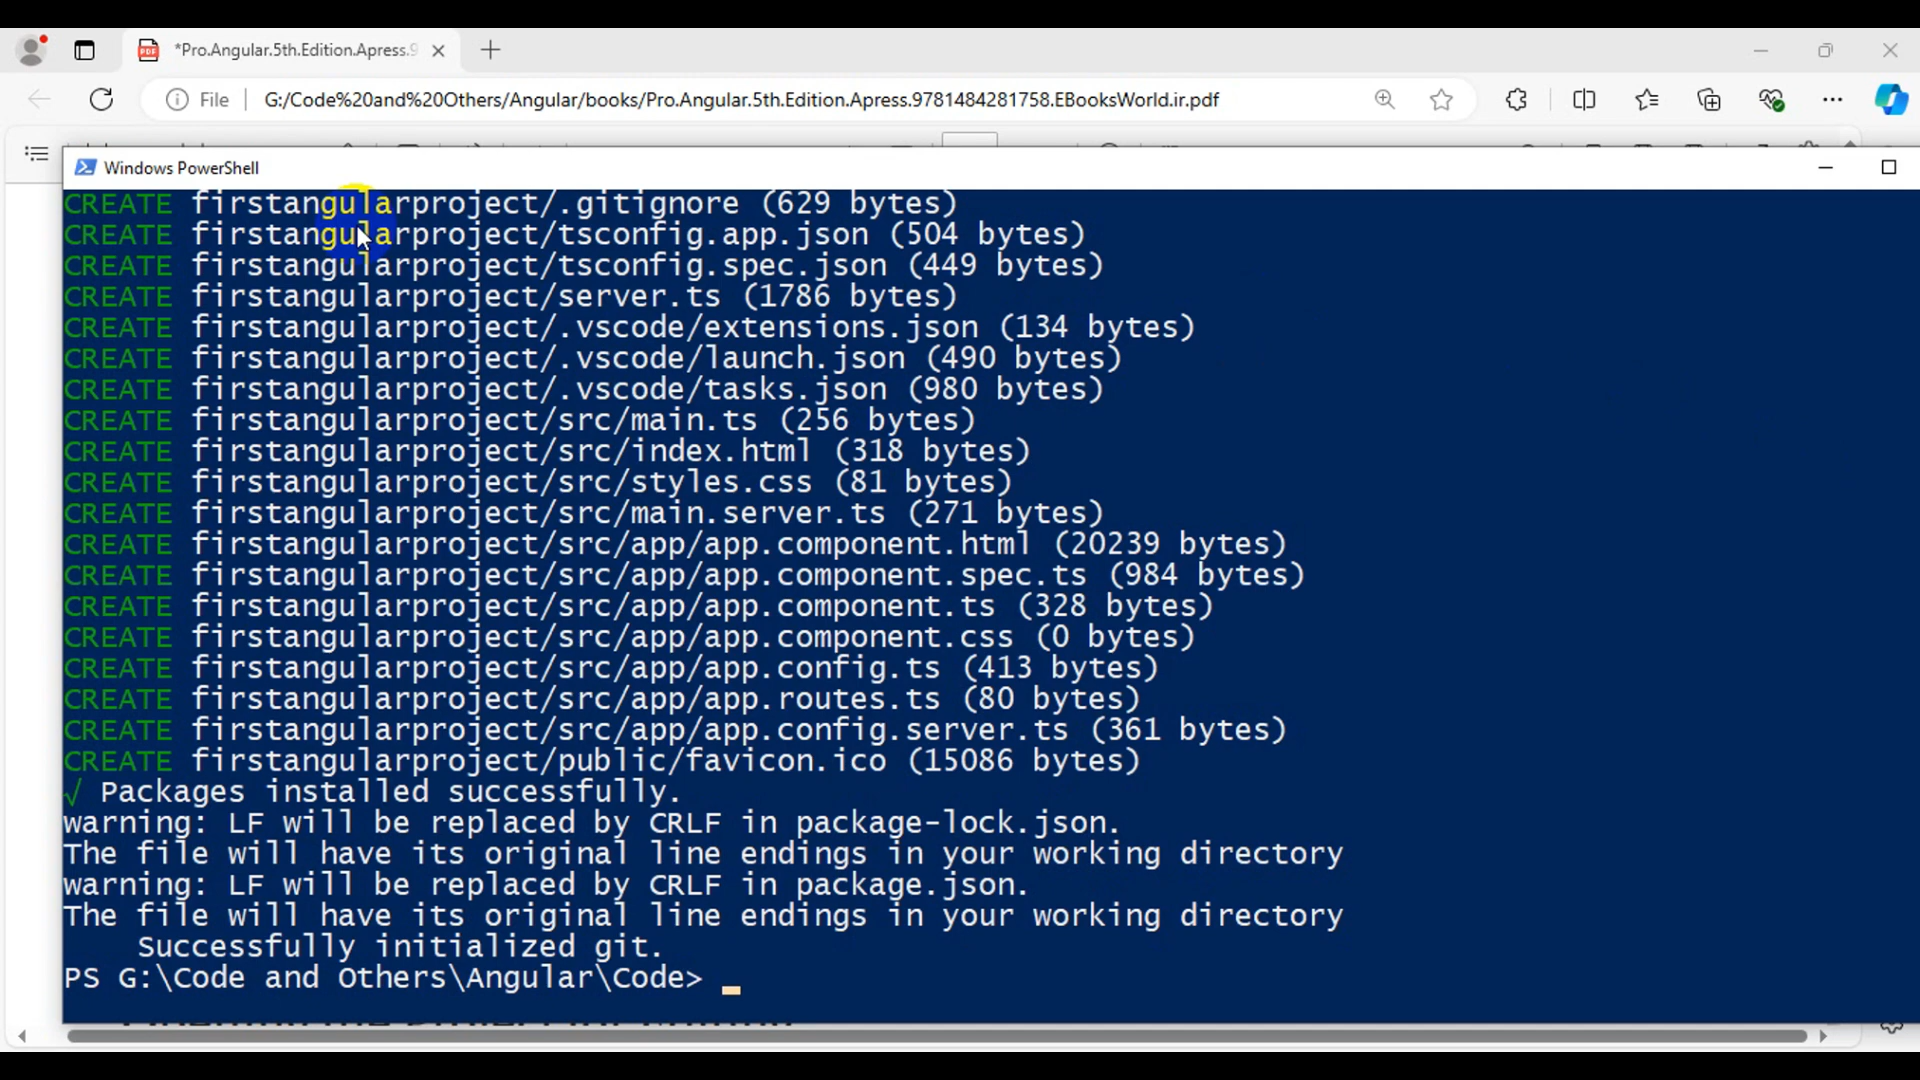 *Pro.Angular.5th.Edition.Apress.9
File
G:/Code%20and%20Others/Angular/books/Pro.Angular.5th.Edition.Apress.9781484281758.EBooksWorld.ir.pdf
Windows PowerShell
CREATE firstangularproject/.gitignore (629 bytes)
CREATE firstangularproject/tsconfig.app.json (504 bytes)
CREATE firstangularproject/tsconfig.spec.json (449 bytes)
CREATE firstangularproject/server.ts (1786 bytes)
CREATE firstangularproject/.vscode/extensions.json (134 bytes)
CREATE firstangularproject/.vscode/launch.json (490 bytes)
CREATE firstangularproject/.vscode/tasks.json (980 bytes)
CREATE firstangularproject/src/main.ts (256 bytes)
CREATE firstangularproject/src/index.html (318 bytes)
CREATE firstangularproject/src/styles.css (81 bytes)
CREATE firstangularproject/src/main.server.ts (271 bytes)
CREATE firstangularproject/src/app/app.component.html (20239 bytes)
CREATE firstangularproject/src/app/app.component.spec.ts (984 bytes)
CREATE firstangularproject/src/app/app.component.ts (328 bytes)
CREATE firstangularproject/src/app/app.component.css (0 bytes)
CREATE firstangularproject/src/app/app.config.ts (413 bytes)
CREATE firstangularproject/src/app/app.routes.ts (80 bytes)
CREATE firstangularproject/src/app/app.config.server.ts (361 bytes)
CREATE firstangularproject/public/favicon.ico (15086 bytes)
√ Packages installed successfully.
warning: LF will be replaced by CRLF in package-lock.json.
The file will have its original line endings in your working directory
warning: LF will be replaced by CRLF in package.json.
The file will have its original line endings in your working directory
Successfully initialized git.
PS G:\Code and Others\Angular\Code>